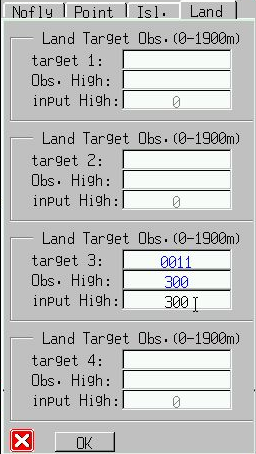 Nofly Point Isl. Land
Land Target Obs.(0-1900m)
target 1:
Obs. High:
input High: 0
Land Target Obs.(0-1900m)
target 2:
Obs. High:
input High: 0
Land Target Obs.(0-1900m)
target 3: 0011
Obs. High: 300
input High: 300
Land Target Obs.(0-1900m)
target 4:
Obs. High:
input High: 0
OK